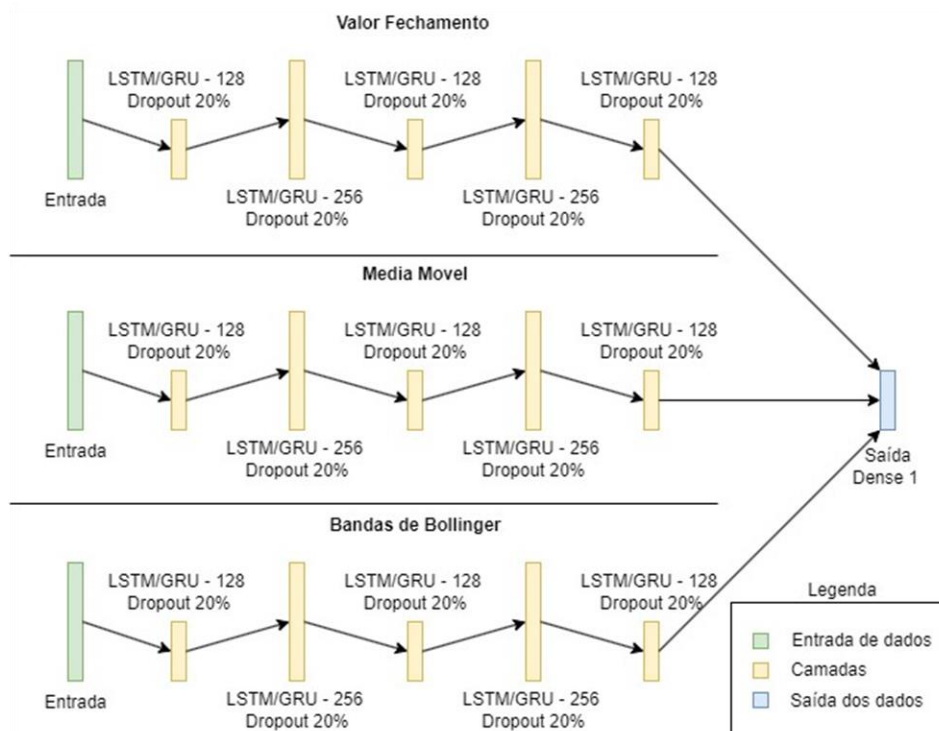 Valor Fechamento
LSTM/GRU - 128
Dropout 20%
LSTM/GRU - 128
Dropout 20%
LSTM/GRU - 128
Dropout 20%
Entrada
LSTM/GRU - 256
Dropout 20%
LSTM/GRU - 256
Dropout 20%
Media Movel
LSTM/GRU - 128
Dropout 20%
LSTM/GRU - 128
Dropout 20%
LSTM/GRU - 128
Dropout 20%
Entrada
LSTM/GRU - 256
Dropout 20%
LSTM/GRU - 256
Dropout 20%
Saída
Dense 1
Bandas de Bollinger
LSTM/GRU - 128
Dropout 20%
LSTM/GRU - 128
Dropout 20%
LSTM/GRU - 128
Dropout 20%
Entrada
LSTM/GRU - 256
Dropout 20%
LSTM/GRU - 256
Dropout 20%
Legenda
Entrada de dados
Camadas
Saída dos dados